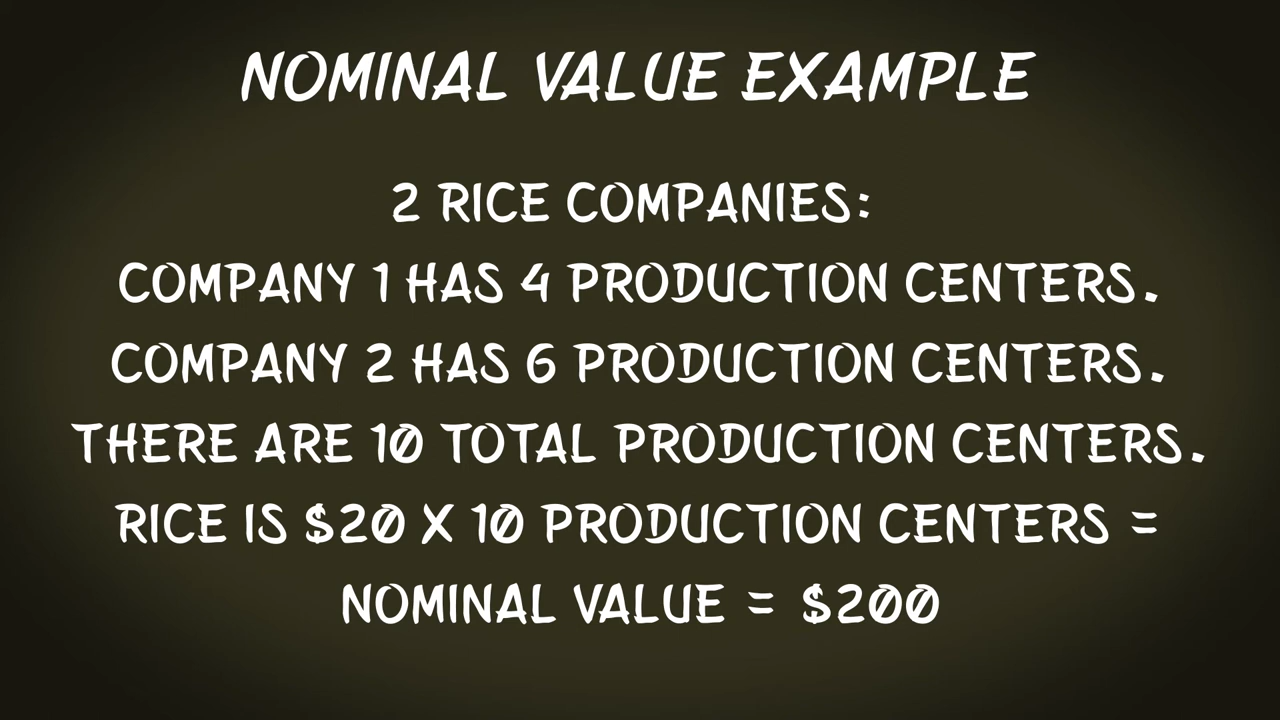 NOMINAL VALUE EXAMPLE
2 RICE COMPANIES:
COMPANY 1 HAS 4 PRODUCTION CENTERS.
COMPANY 2 HAS 6 PRODUCTION CENTERS.
THERE ARE 10 TOTAL PRODUCTION CENTERS.
RICE IS $20 X 10 PRODUCTION CENTERS =
NOMINAL VALUE = $200